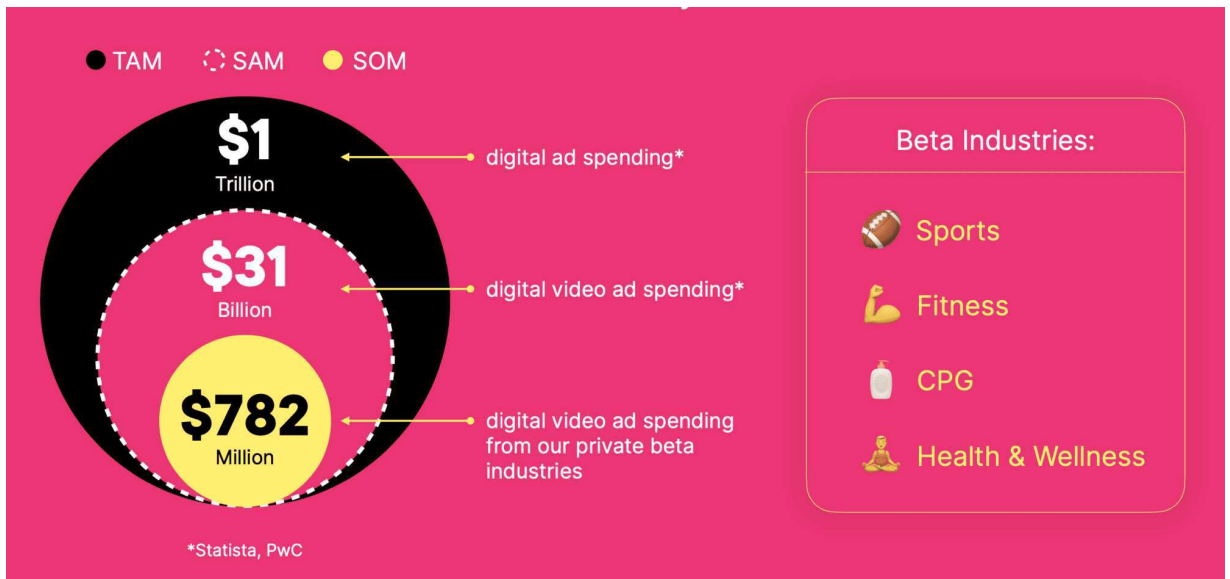 TAM SAM SOM
$1
Trillion
digital ad spending*
$31
Billion
digital video ad spending*
$782
Million
digital video ad spending
from our private beta
industries
*Statista, PwC
Beta Industries:
Sports
Fitness
CPG
Health & Wellness